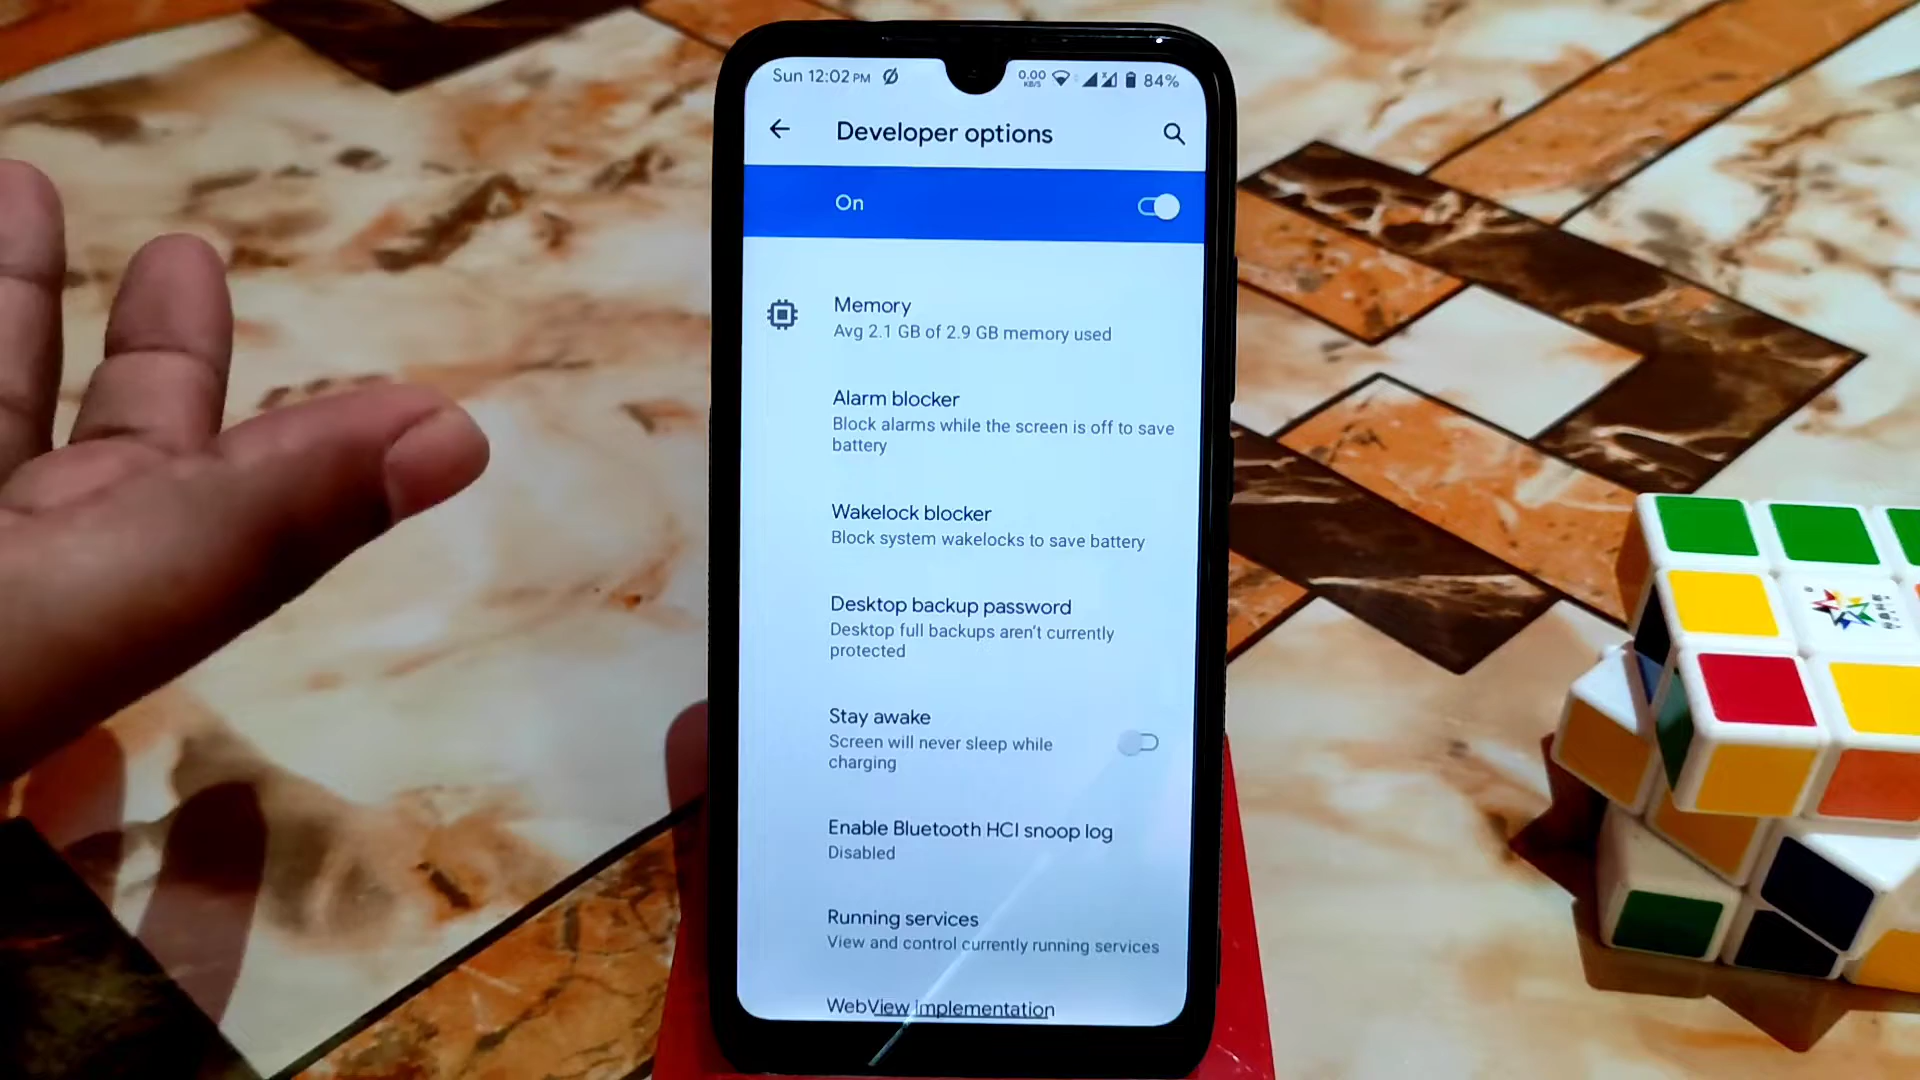 Sun 12:02 PM
0.00
KB/S
84%
Developer options
On
Memory
Avg 2.1 GB of 2.9 GB memory used
Alarm blocker
Block alarms while the screen is off to save
battery
Wakelock blocker
Block system wakelocks to save battery
Desktop backup password
Desktop full backups aren't currently
protected
Stay awake
Screen will never sleep while
charging
Enable Bluetooth HCI snoop log
Disabled
Running services
View and control currently running services
WebView implementation